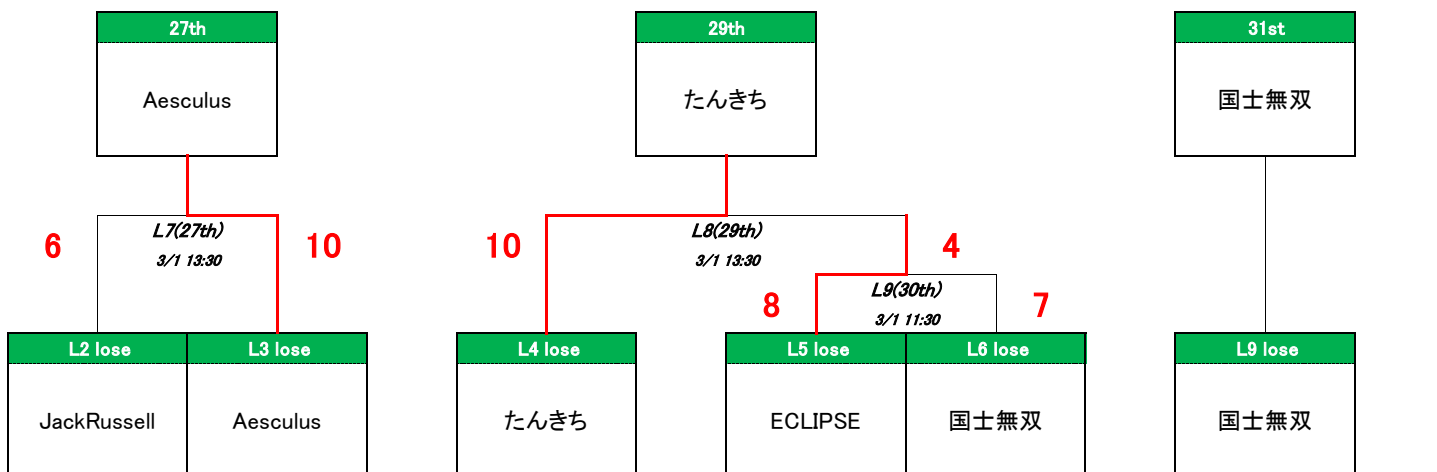 27th
29th
31st
Aesculus
たんきち
国士無双
L7(27th)
3/1 13:30
6
10
L8(29th)
3/1 13:30
10
4
L9(30th)
3/1 11:30
8
7
L2 lose
L3 lose
L4 lose
L5 lose
L6 lose
L9 lose
JackRussell
Aesculus
たんきち
ECLIPSE
国士無双
国士無双